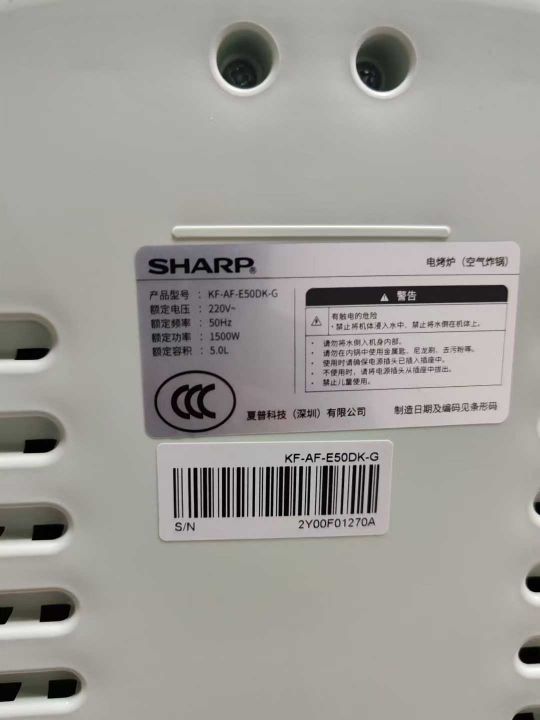 SHARP®
电烤炉（空气炸锅）
产品型号：KF-AF-E50DK-G
额定电压：220V~
额定频率：50Hz
额定功率：1500W
额定容积：5.0L
警告
有触电的危险
·禁止将机体浸入水中，禁止将水倒在机体上。
·请勿将水倒入机身内部。
·请勿在内锅中使用金属匙、尼龙刷、去污粉等。
·使用时请确保电源插头已插入插座中。
·不使用时，请将电源插头从插座中拔出。
·禁止儿童使用。
CCC
夏普科技（深圳）有限公司
制造日期及编码见条形码
KF-AF-E50DK-G
S/N 2Y00F01270A